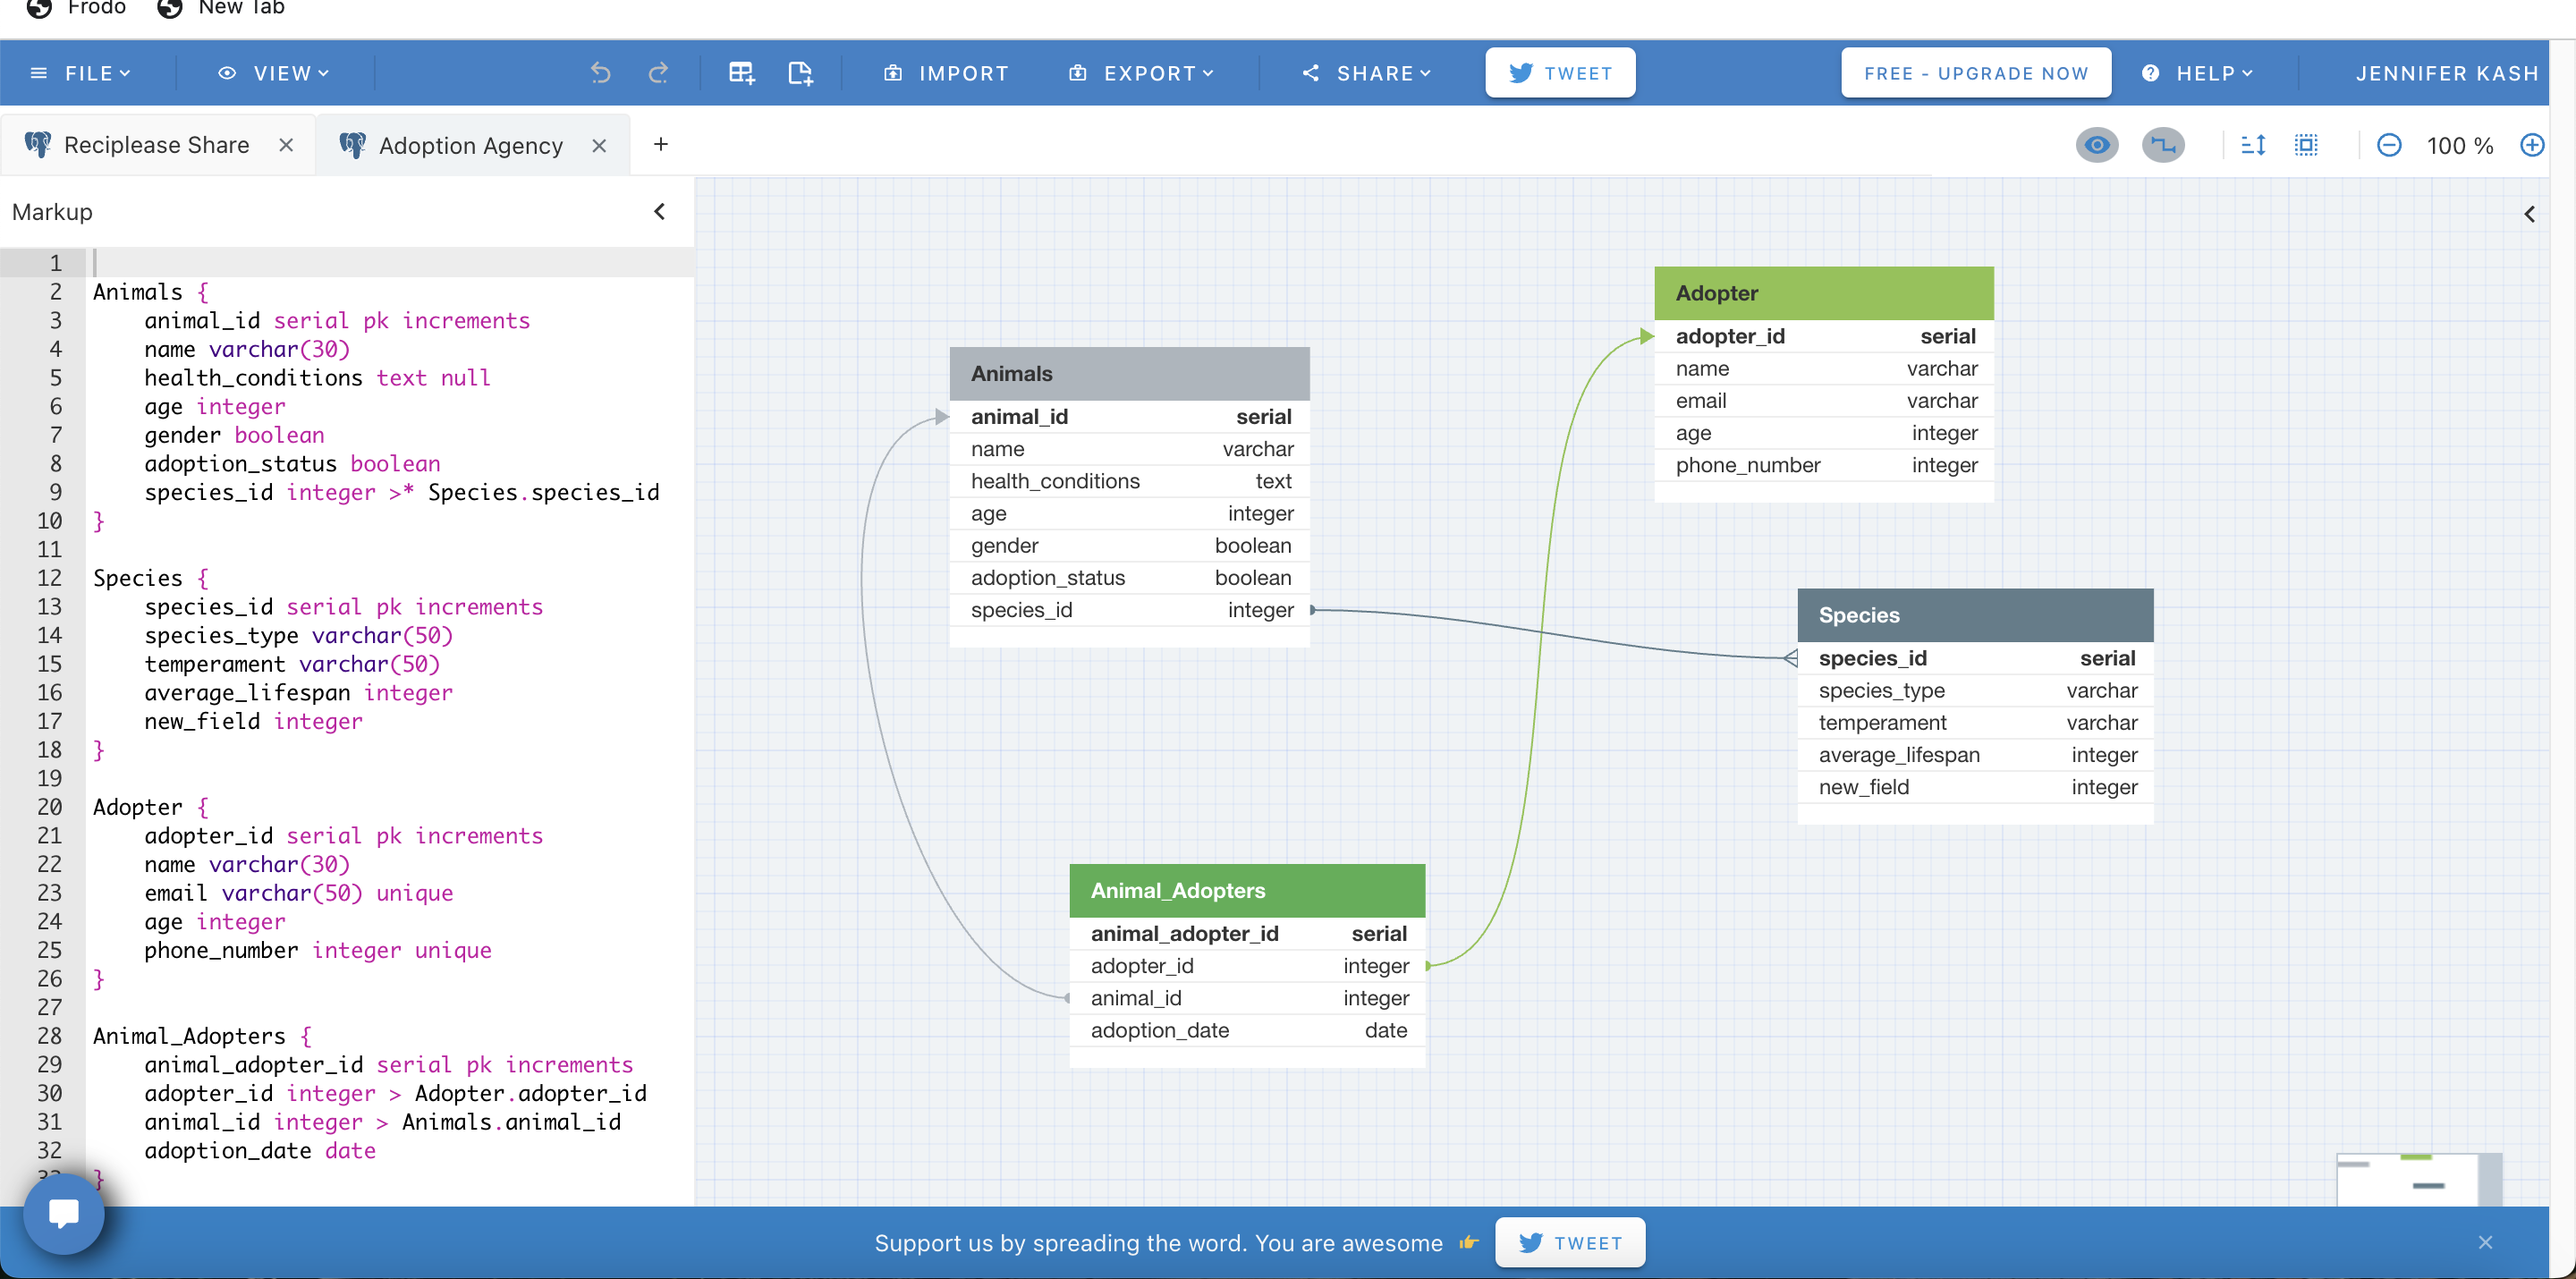 Frodo New Tab
FILE VIEW IMPORT EXPORT SHARE TWEET FREE - UPGRADE NOW HELP JENNIFER KASH
Reciplease Share Adoption Agency + 100 %
Markup
1
2 Animals {
3 animal_id serial pk increments
4 name varchar(30)
5 health_conditions text null
6 age integer
7 gender boolean
8 adoption_status boolean
9 species_id integer >* Species.species_id
10 }
11
12 Species {
13 species_id serial pk increments
14 species_type varchar(50)
15 temperament varchar(50)
16 average_lifespan integer
17 new_field integer
18 }
19
20 Adopter {
21 adopter_id serial pk increments
22 name varchar(30)
23 email varchar(50) unique
24 age integer
25 phone_number integer unique
26 }
27
28 Animal_Adopters {
29 animal_adopter_id serial pk increments
30 adopter_id integer > Adopter.adopter_id
31 animal_id integer > Animals.animal_id
32 adoption_date date
33 }
Animals
animal_id serial
name varchar
health_conditions text
age integer
gender boolean
adoption_status boolean
species_id integer
Adopter
adopter_id serial
name varchar
email varchar
age integer
phone_number integer
Species
species_id serial
species_type varchar
temperament varchar
average_lifespan integer
new_field integer
Animal_Adopters
animal_adopter_id serial
adopter_id integer
animal_id integer
adoption_date date
Support us by spreading the word. You are awesome 👉 TWEET